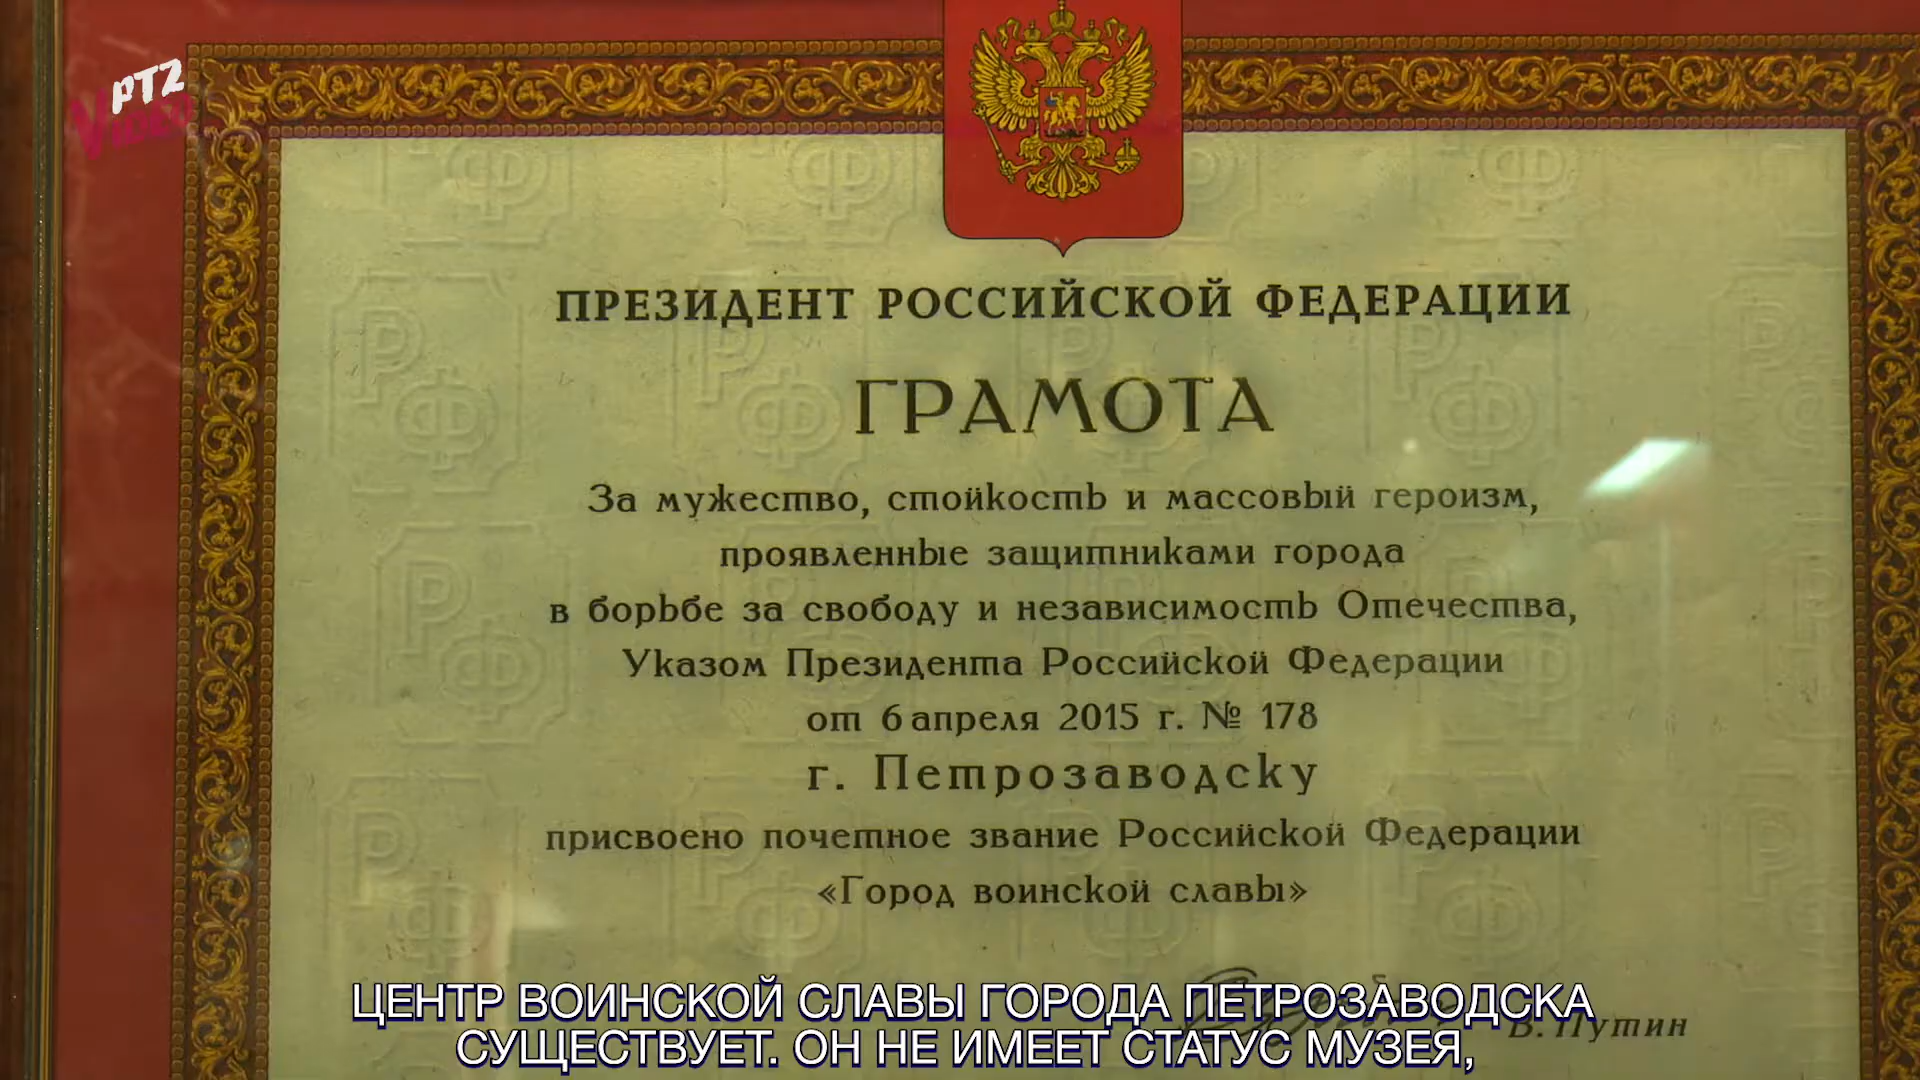 PTZ
VIDEO
ПРЕЗИДЕНТ РОССИЙСКОЙ ФЕДЕРАЦИИ
ГРАМОТА
За мужество, стойкость и массовый героизм,
проявленные защитниками города
в борьбе за свободу и независимость Отечества,
Указом Президента Российской Федерации
от 6 апреля 2015 г. № 178
г. Петрозаводску
присвоено почетное звание Российской Федерации
«Город воинской славы»
В. Путин
ЦЕНТР ВОИНСКОЙ СЛАВЫ ГОРОДА ПЕТРОЗАВОДСКА
СУЩЕСТВУЕТ. ОН НЕ ИМЕЕТ СТАТУС МУЗЕЯ,